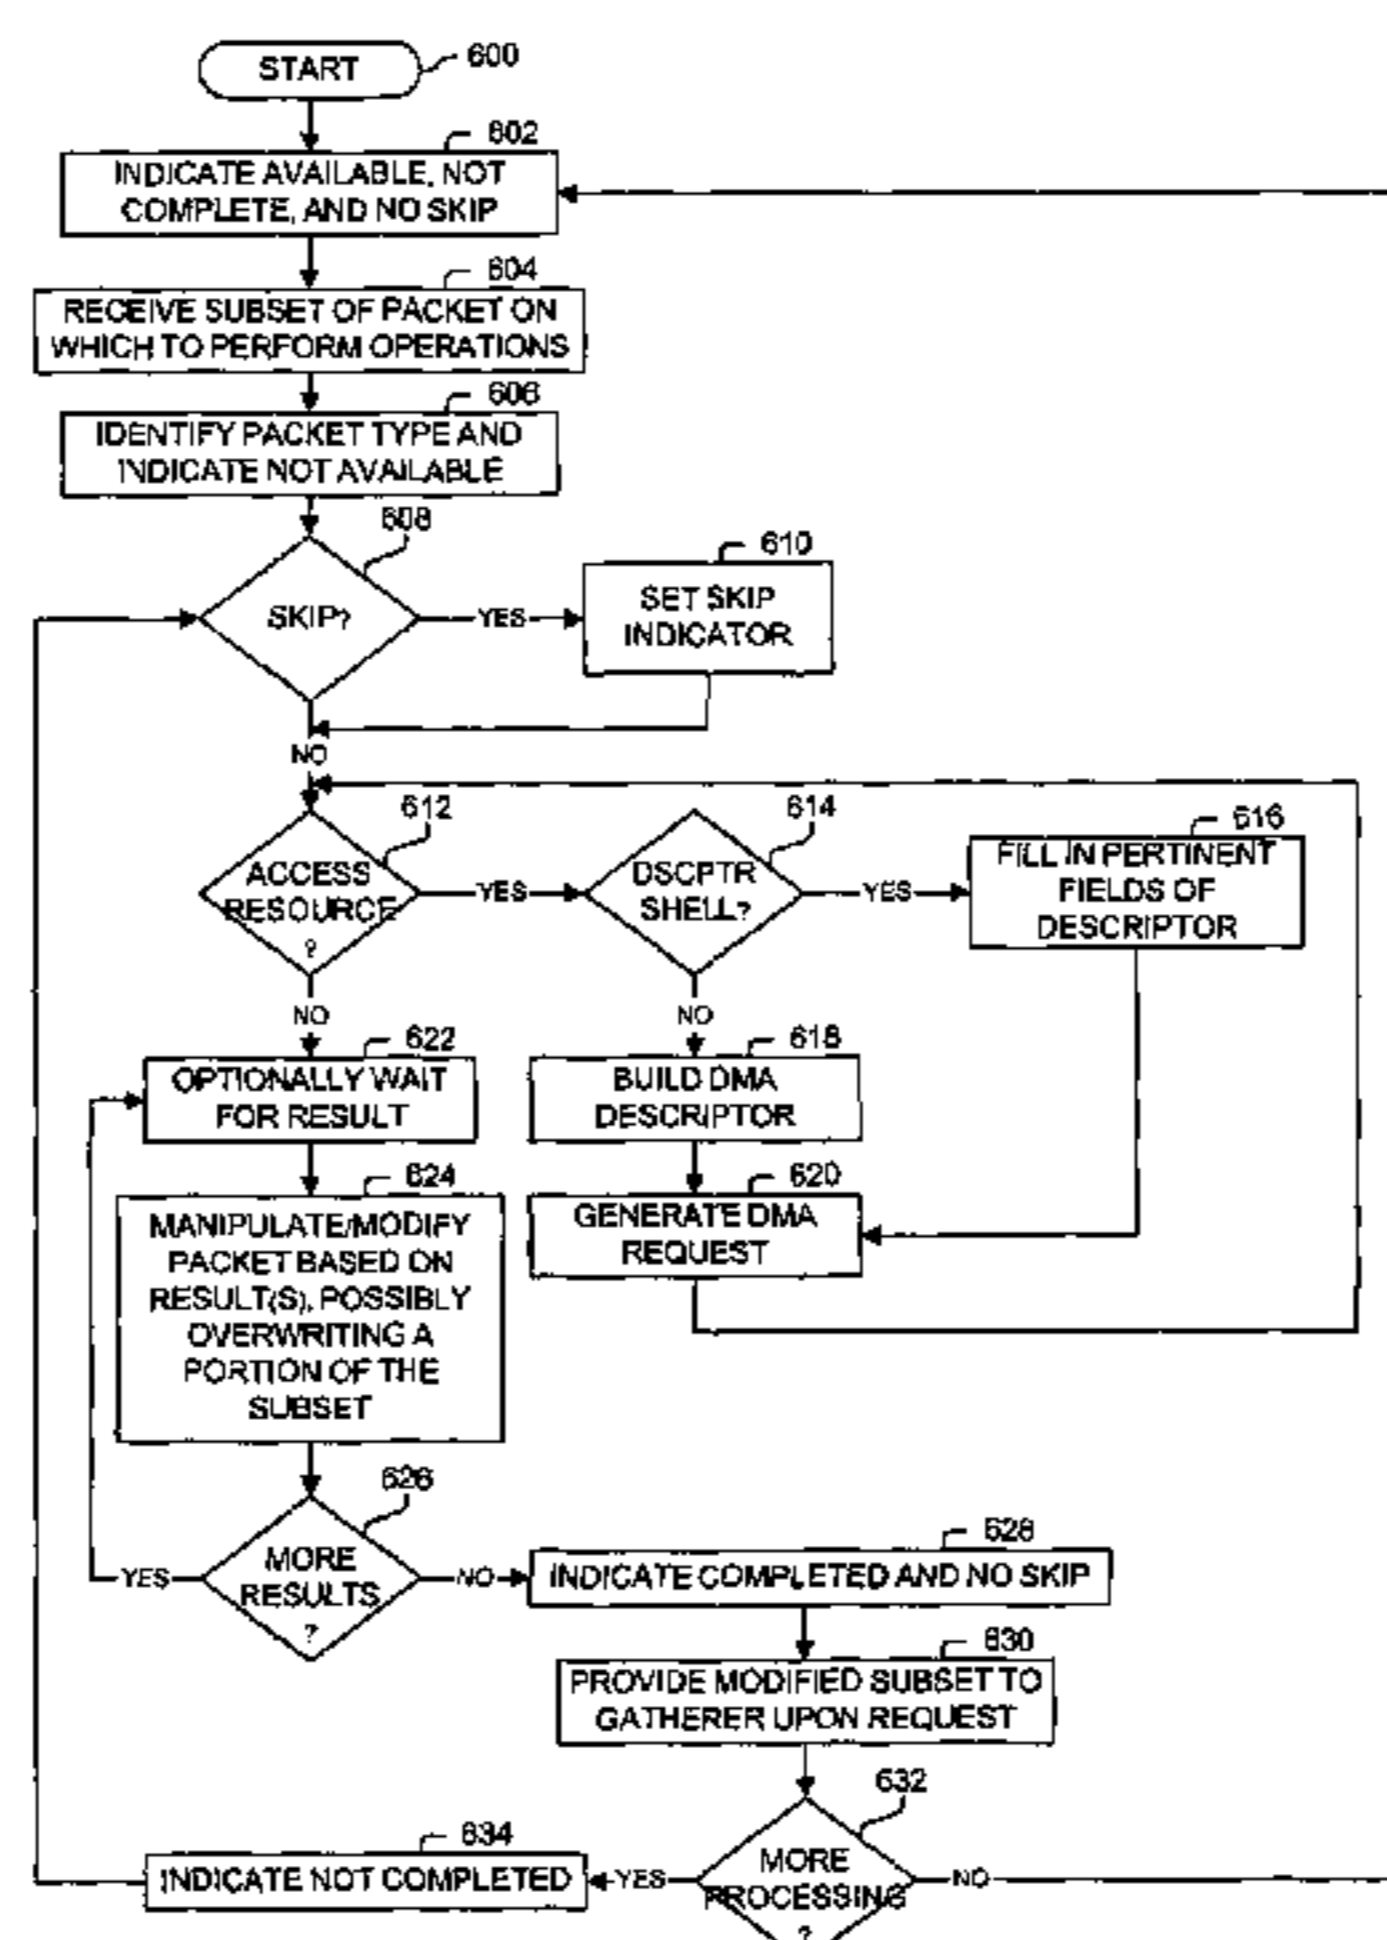 START
600
602
INDICATE AVAILABLE, NOT
COMPLETE, AND NO SKIP
604
RECEIVE SUBSET OF PACKET ON
WHICH TO PERFORM OPERATIONS
606
IDENTIFY PACKET TYPE AND
INDICATE NOT AVAILABLE
608
SKIP?
YES
610
SET SKIP
INDICATOR
NO
612
ACCESS
RESOURCE
?
YES
614
DSCPTR
SHELL?
YES
616
FILL IN PERTINENT
FIELDS OF
DESCRIPTOR
NO
NO
622
OPTIONALLY WAIT
FOR RESULT
618
BUILD DMA
DESCRIPTOR
624
MANIPULATE/MODIFY
PACKET BASED ON
RESULT(S), POSSIBLY
OVERWRITING A
PORTION OF THE
SUBSET
620
GENERATE DMA
REQUEST
626
MORE
RESULTS
?
YES
NO
628
INDICATE COMPLETED AND NO SKIP
630
PROVIDE MODIFIED SUBSET TO
GATHERER UPON REQUEST
632
MORE
PROCESSING
?
YES
NO
634
INDICATE NOT COMPLETED